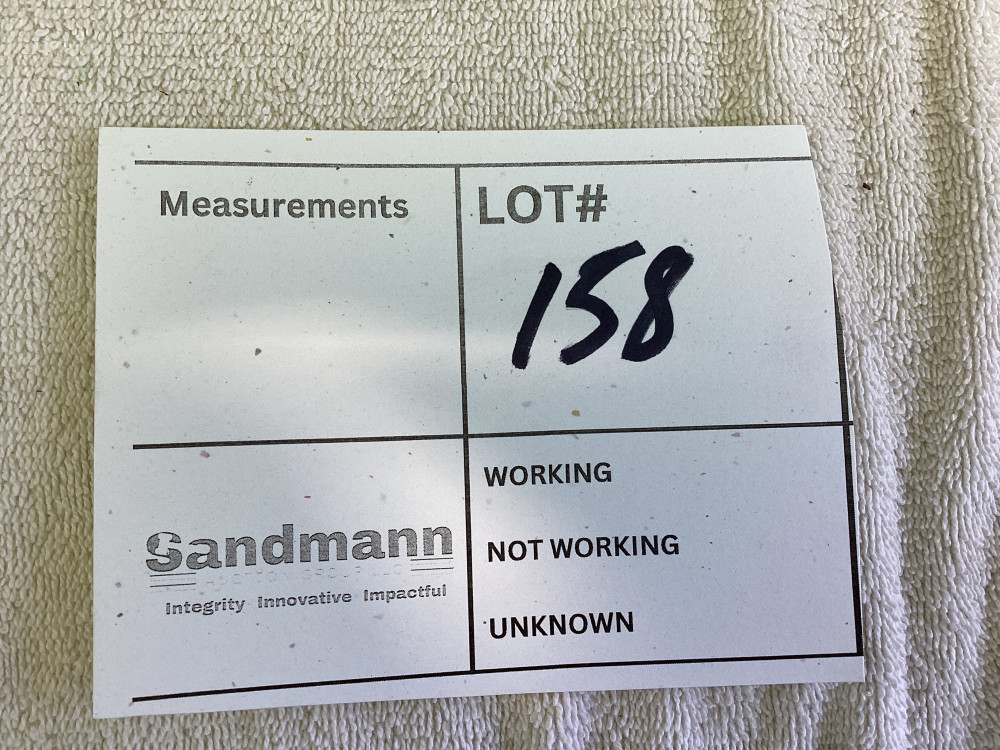 Measurements
LOT#
158
Sandmann
Integrity Innovative Impactful
WORKING
NOT WORKING
UNKNOWN